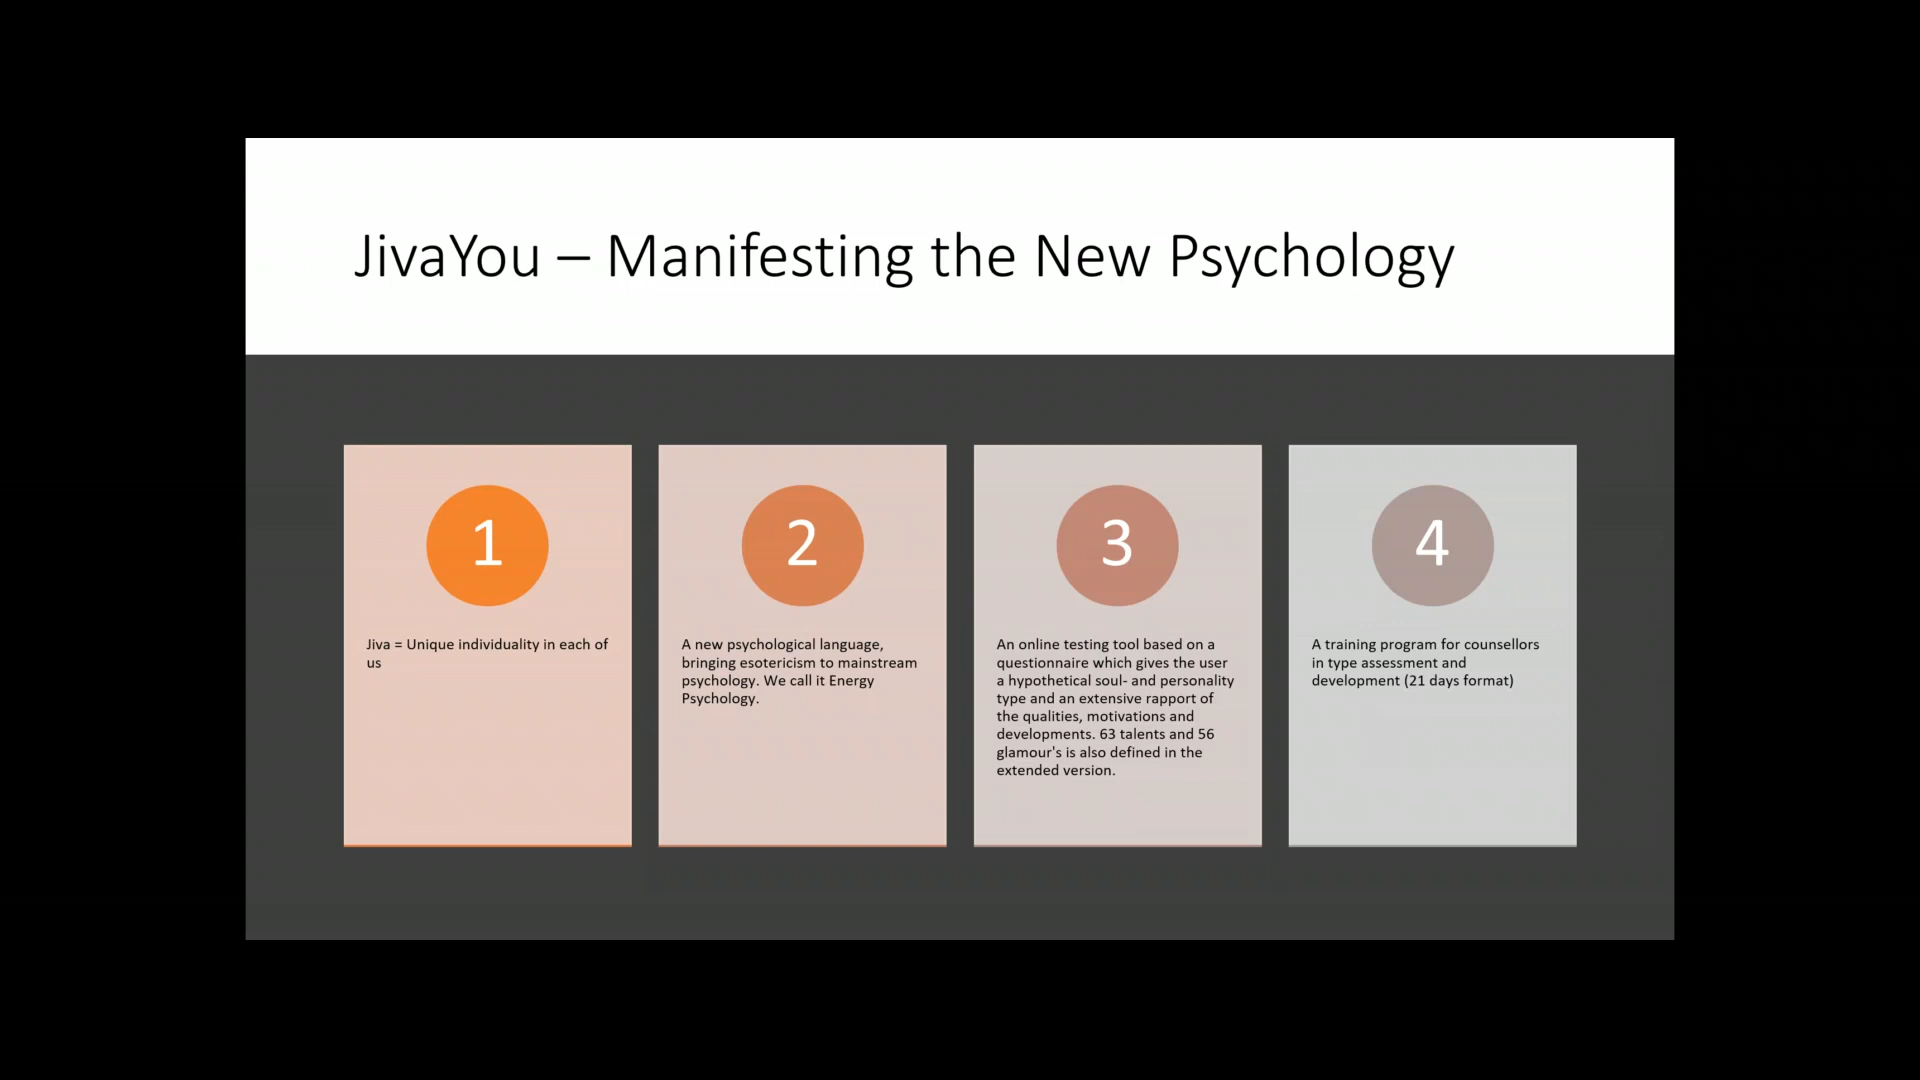 JivaYou – Manifesting the New Psychology
1
Jiva = Unique individuality in each of
us
2
A new psychological language,
bringing esotericism to mainstream
psychology. We call it Energy
Psychology.
3
An online testing tool based on a
questionnaire which gives the user
a hypothetical soul- and personality
type and an extensive rapport of
the qualities, motivations and
developments. 63 talents and 56
glamour's is also defined in the
extended version.
4
A training program for counsellors
in type assessment and
development (21 days format)